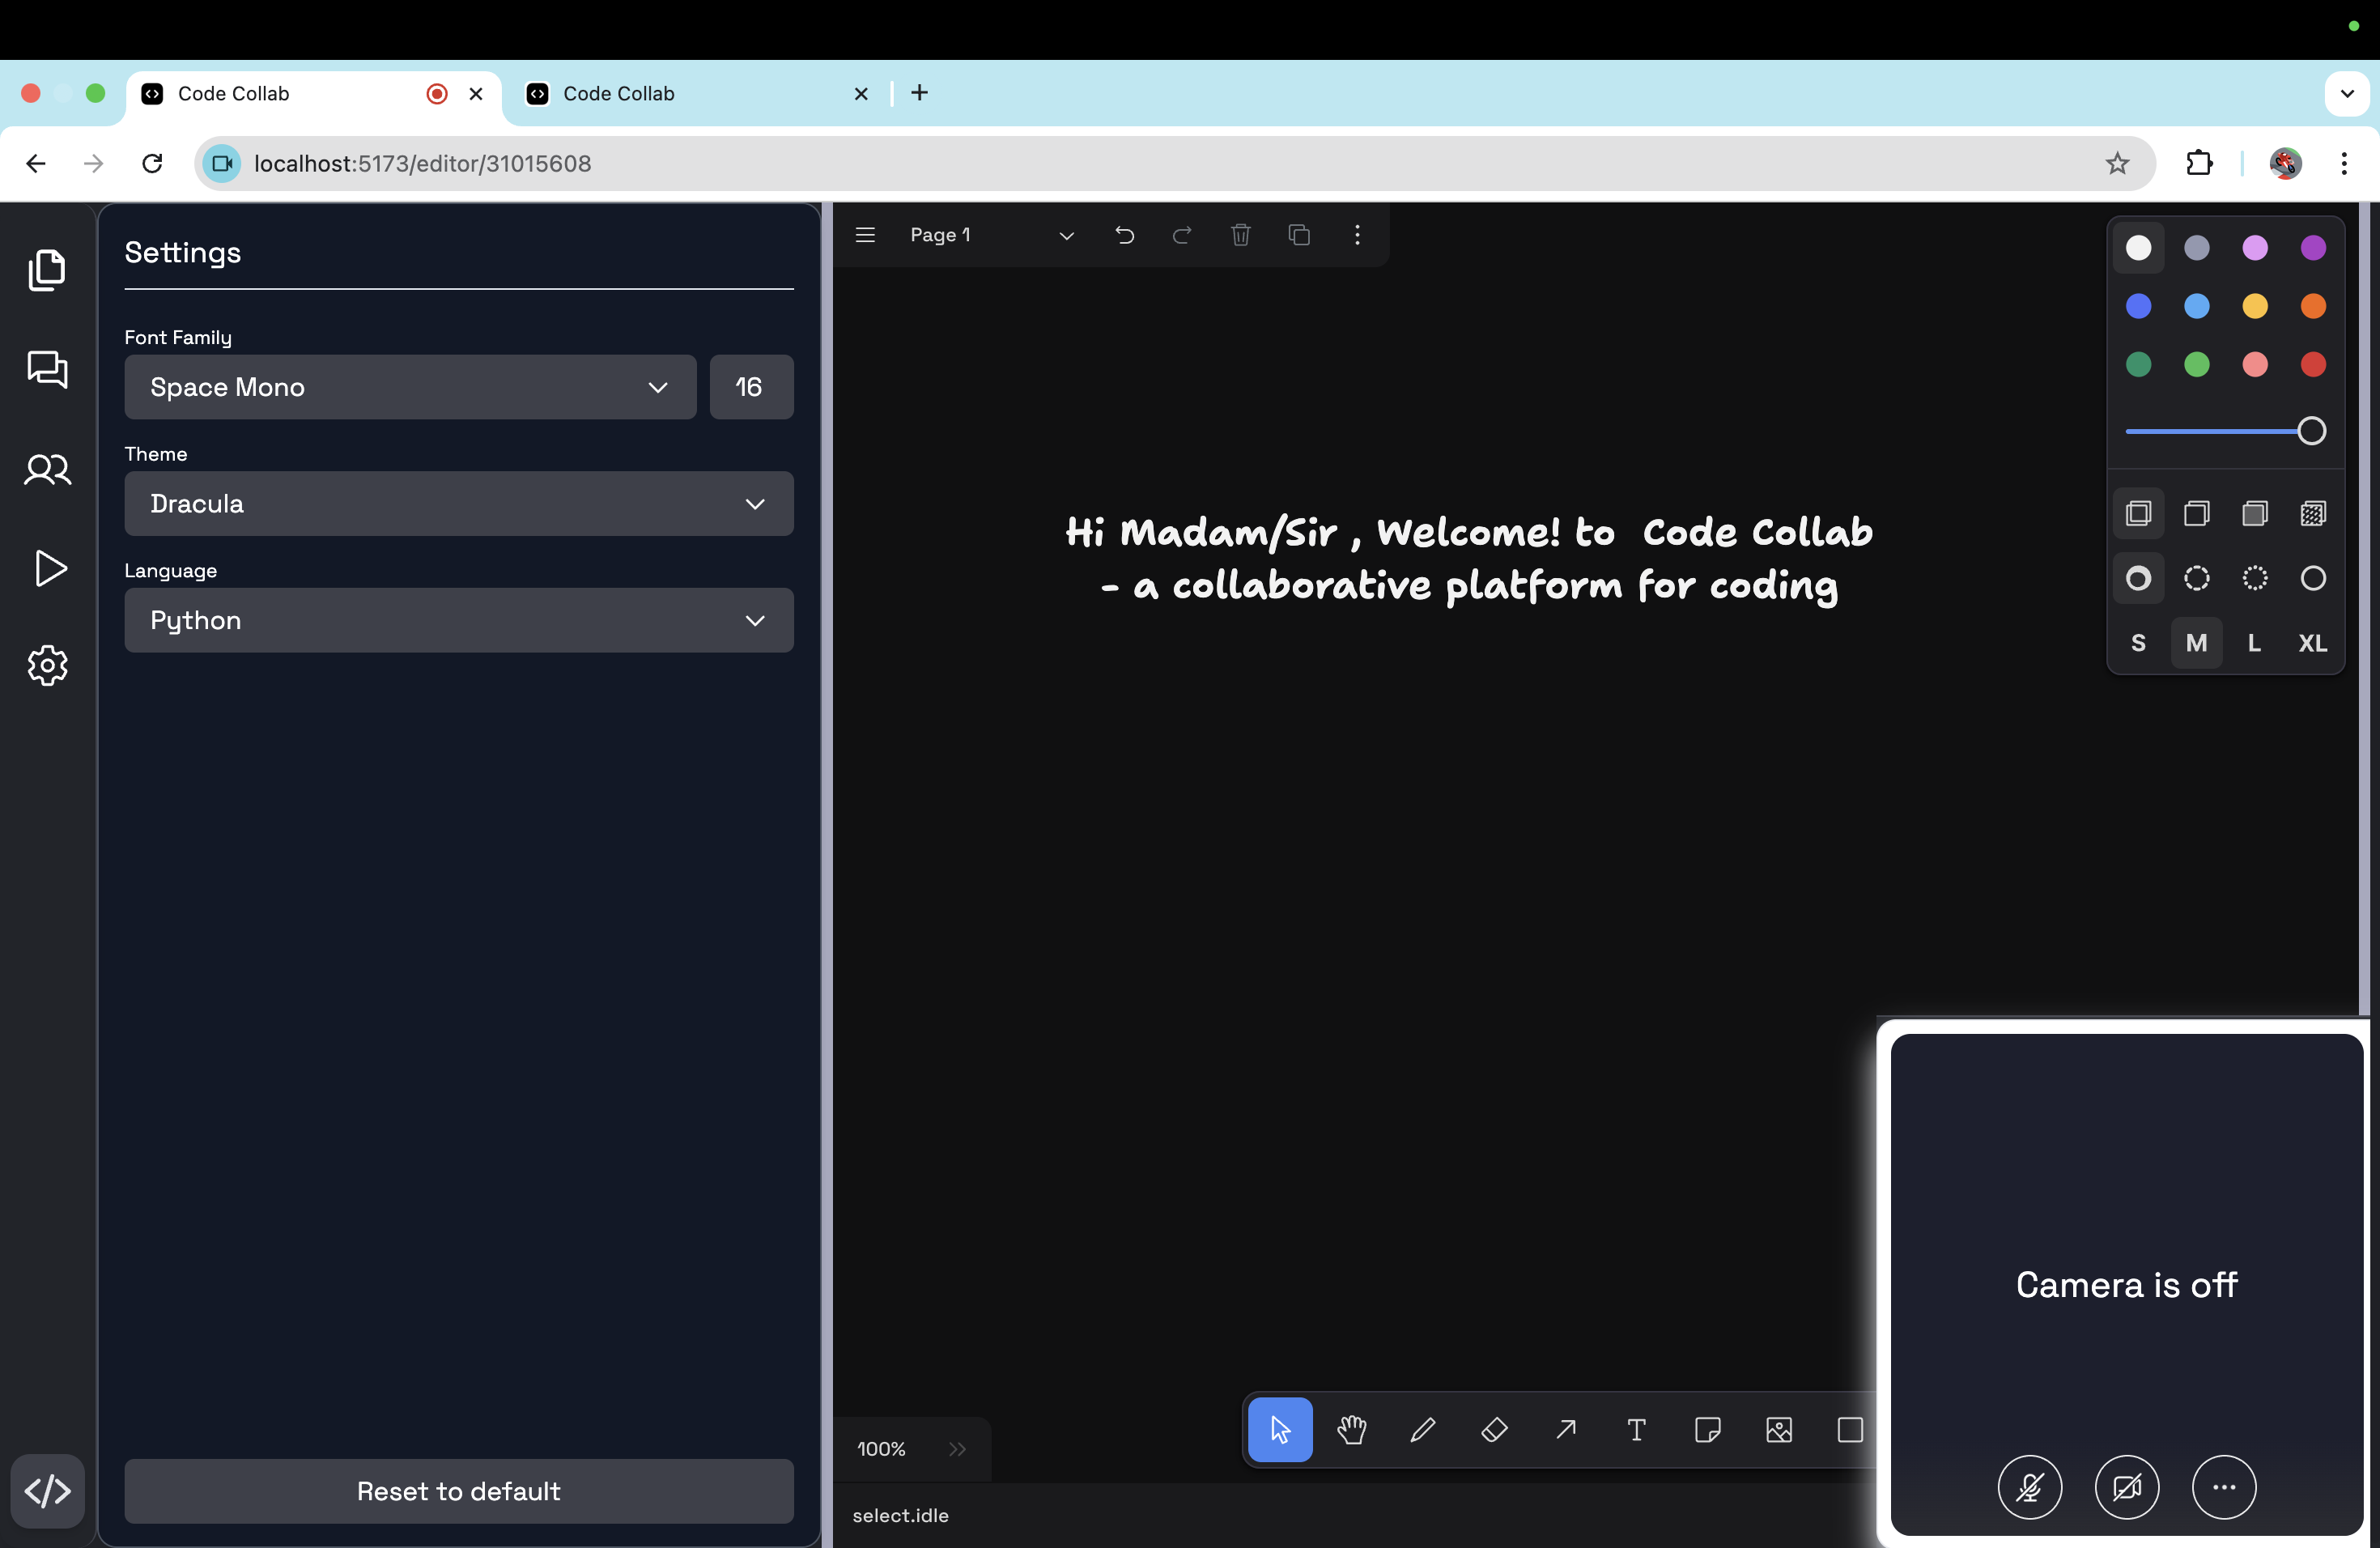 Code Collab
Code Collab
localhost:5173/editor/31015608
Settings
Font Family
Space Mono
16
Theme
Dracula
Language
Python
Reset to default
Page 1
Hi Madam/Sir , Welcome! to  Code Collab
- a collaborative platform for coding
S M L XL
100%
select.idle
Camera is off